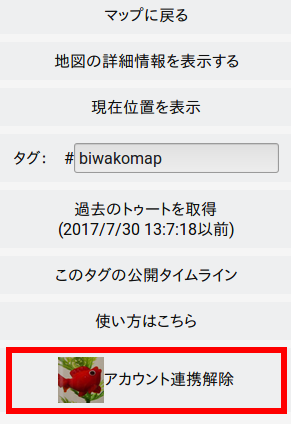 マップに戻る
地図の詳細情報を表示する
現在位置を表示
タグ： #biwakomap
過去のトゥートを取得
(2017/7/30 13:7:18以前)
このタグの公開タイムライン
使い方はこちら
アカウント連携解除